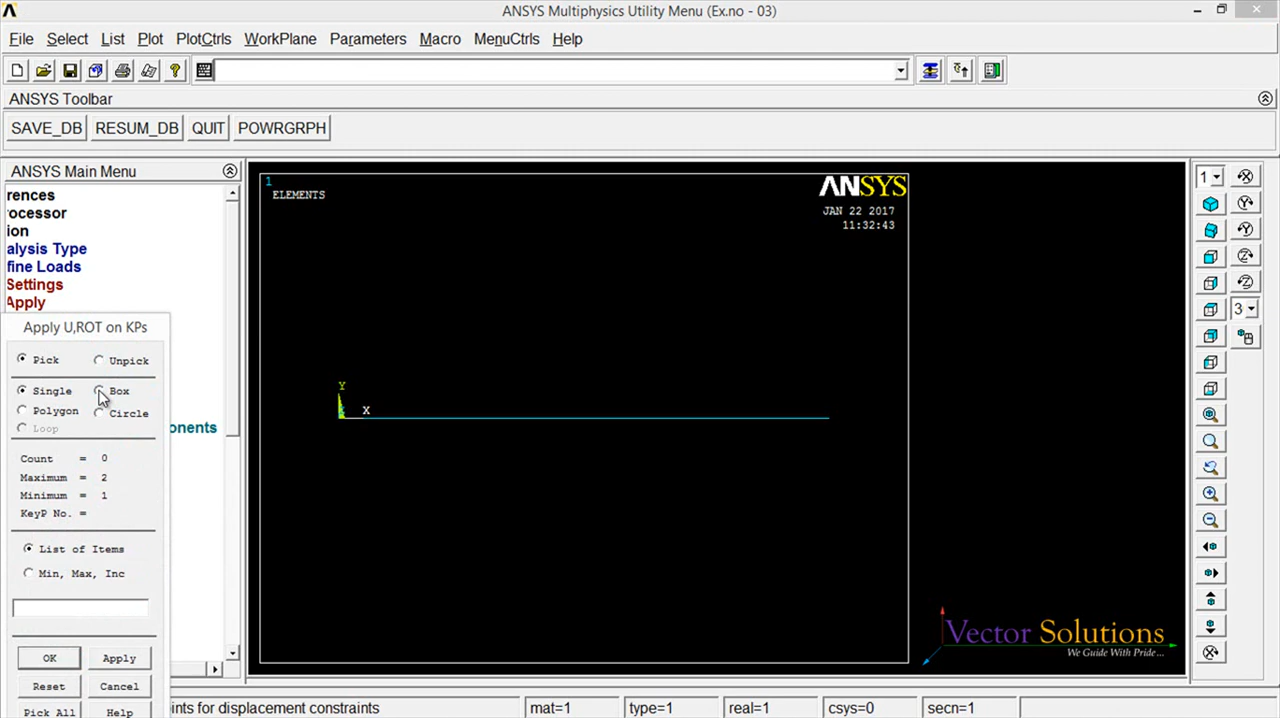 ANSYS Multiphysics Utility Menu (Ex.no - 03)
File Select List Plot PlotCtrls WorkPlane Parameters Macro MenuCtrls Help
ANSYS Toolbar
SAVE_DB RESUM_DB QUIT POWRGRPH
ANSYS Main Menu
rences
rocessor
ion
alysis Type
fine Loads
Settings
Apply
onents
Apply U,ROT on KPs
Pick Unpick
Single Box
Polygon Circle
Loop
Count = 0
Maximum = 2
Minimum = 1
KeyP No. =
List of Items
Min, Max, Inc
OK Apply
Reset Cancel
Pick All Help
1
ELEMENTS
ANSYS
JAN 22 2017
11:32:43
Y
X
1
3
Vector Solutions
We Guide With Pride...
ints for displacement constraints
mat=1 type=1 real=1 csys=0 secn=1